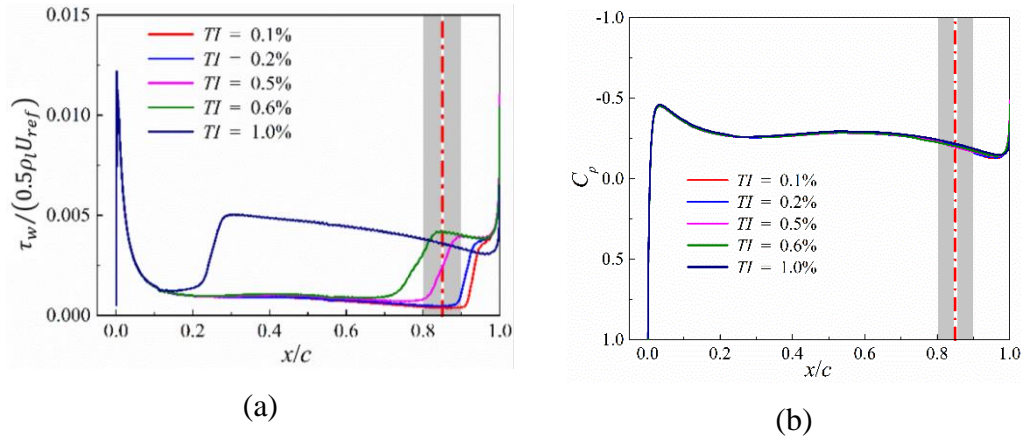 0.015
TI = 0.1%
TI = 0.2%
TI = 0.5%
TI = 0.6%
TI = 1.0%
0.010
0.005
0.000
τw/(0.5ρlUref)
0.0 0.2 0.4 0.6 0.8 1.0
x/c
(a)
-1.0
-0.5
0.0
0.5
1.0
Cp
TI = 0.1%
TI = 0.2%
TI = 0.5%
TI = 0.6%
TI = 1.0%
0.0 0.2 0.4 0.6 0.8 1.0
x/c
(b)